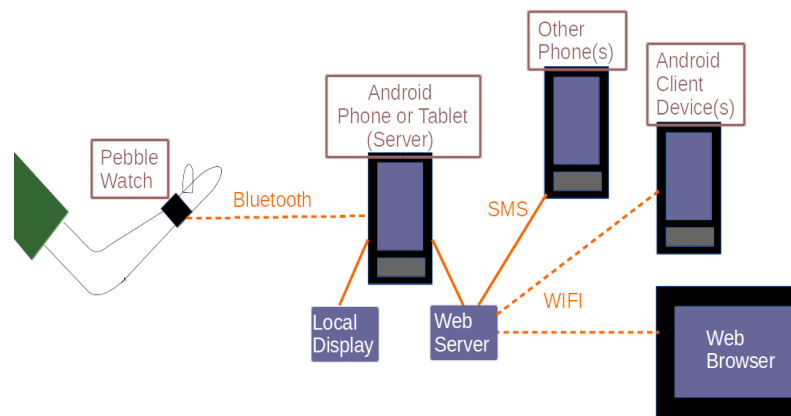 Pebble
Watch
Bluetooth
Android
Phone or Tablet
(Server)
Local
Display
Web
Server
SMS
Other
Phone(s)
WIFI
Android
Client
Device(s)
Web
Browser